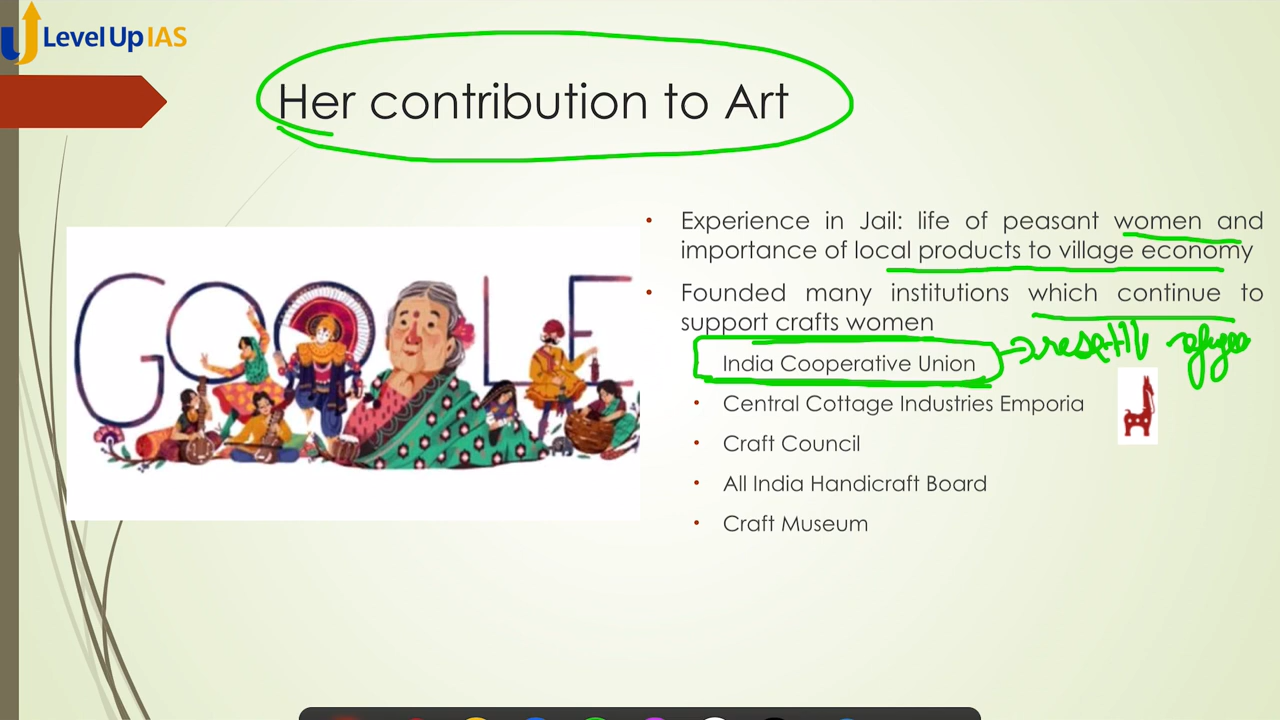 Level Up IAS
Her contribution to Art
GOOGLE
• Experience in Jail: life of peasant women and
importance of local products to village economy
• Founded many institutions which continue to
support crafts women
India Cooperative Union
• Central Cottage Industries Emporia
• Craft Council
• All India Handicraft Board
• Craft Museum